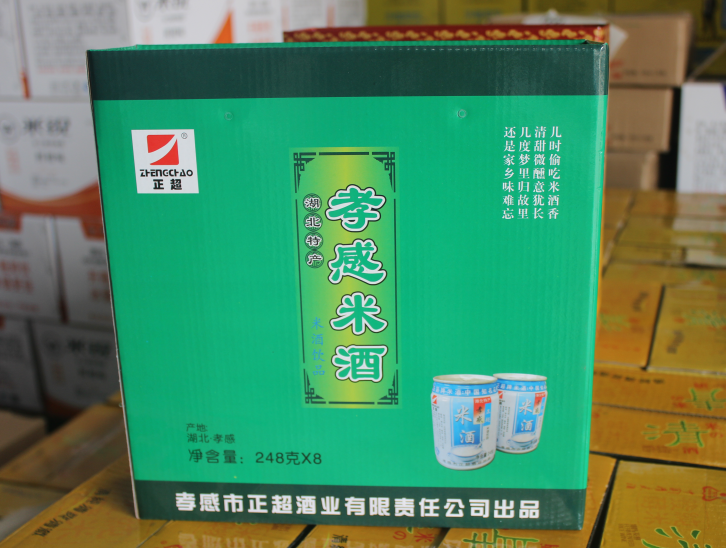 ZHENGCHAO
正超
®
儿时偷吃米酒香
清甜微醺意犹长
几度梦里归故里
还是家乡味难忘
湖北特产
孝感米酒
米酒饮品
米酒
米酒
产地:
湖北·孝感
净含量: 248克X8
孝感市正超酒业有限责任公司出品